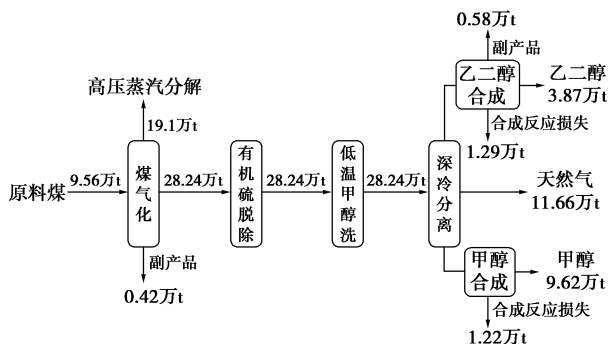 0.58万t
副产品
乙二醇
合成
乙二醇
3.87万t
合成反应损失
1.29万t
高压蒸汽分解
19.1万t
原料煤
9.56万t
煤气化
28.24万t
有机硫脱除
28.24万t
低温甲醇洗
28.24万t
深冷分离
天然气
11.66万t
副产品
0.42万t
甲醇
合成
甲醇
9.62万t
合成反应损失
1.22万t